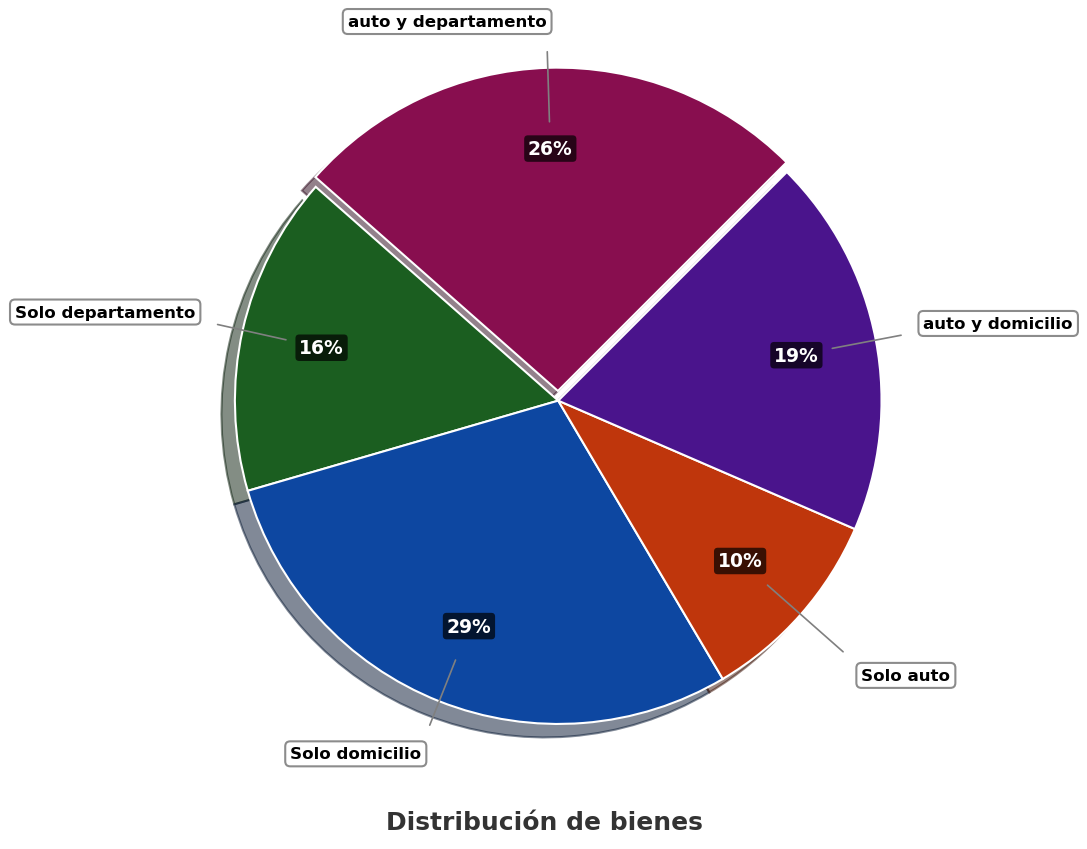 auto y departamento
26%
Solo departamento
16%
auto y domicilio
19%
10%
Solo auto
29%
Solo domicilio
Distribución de bienes